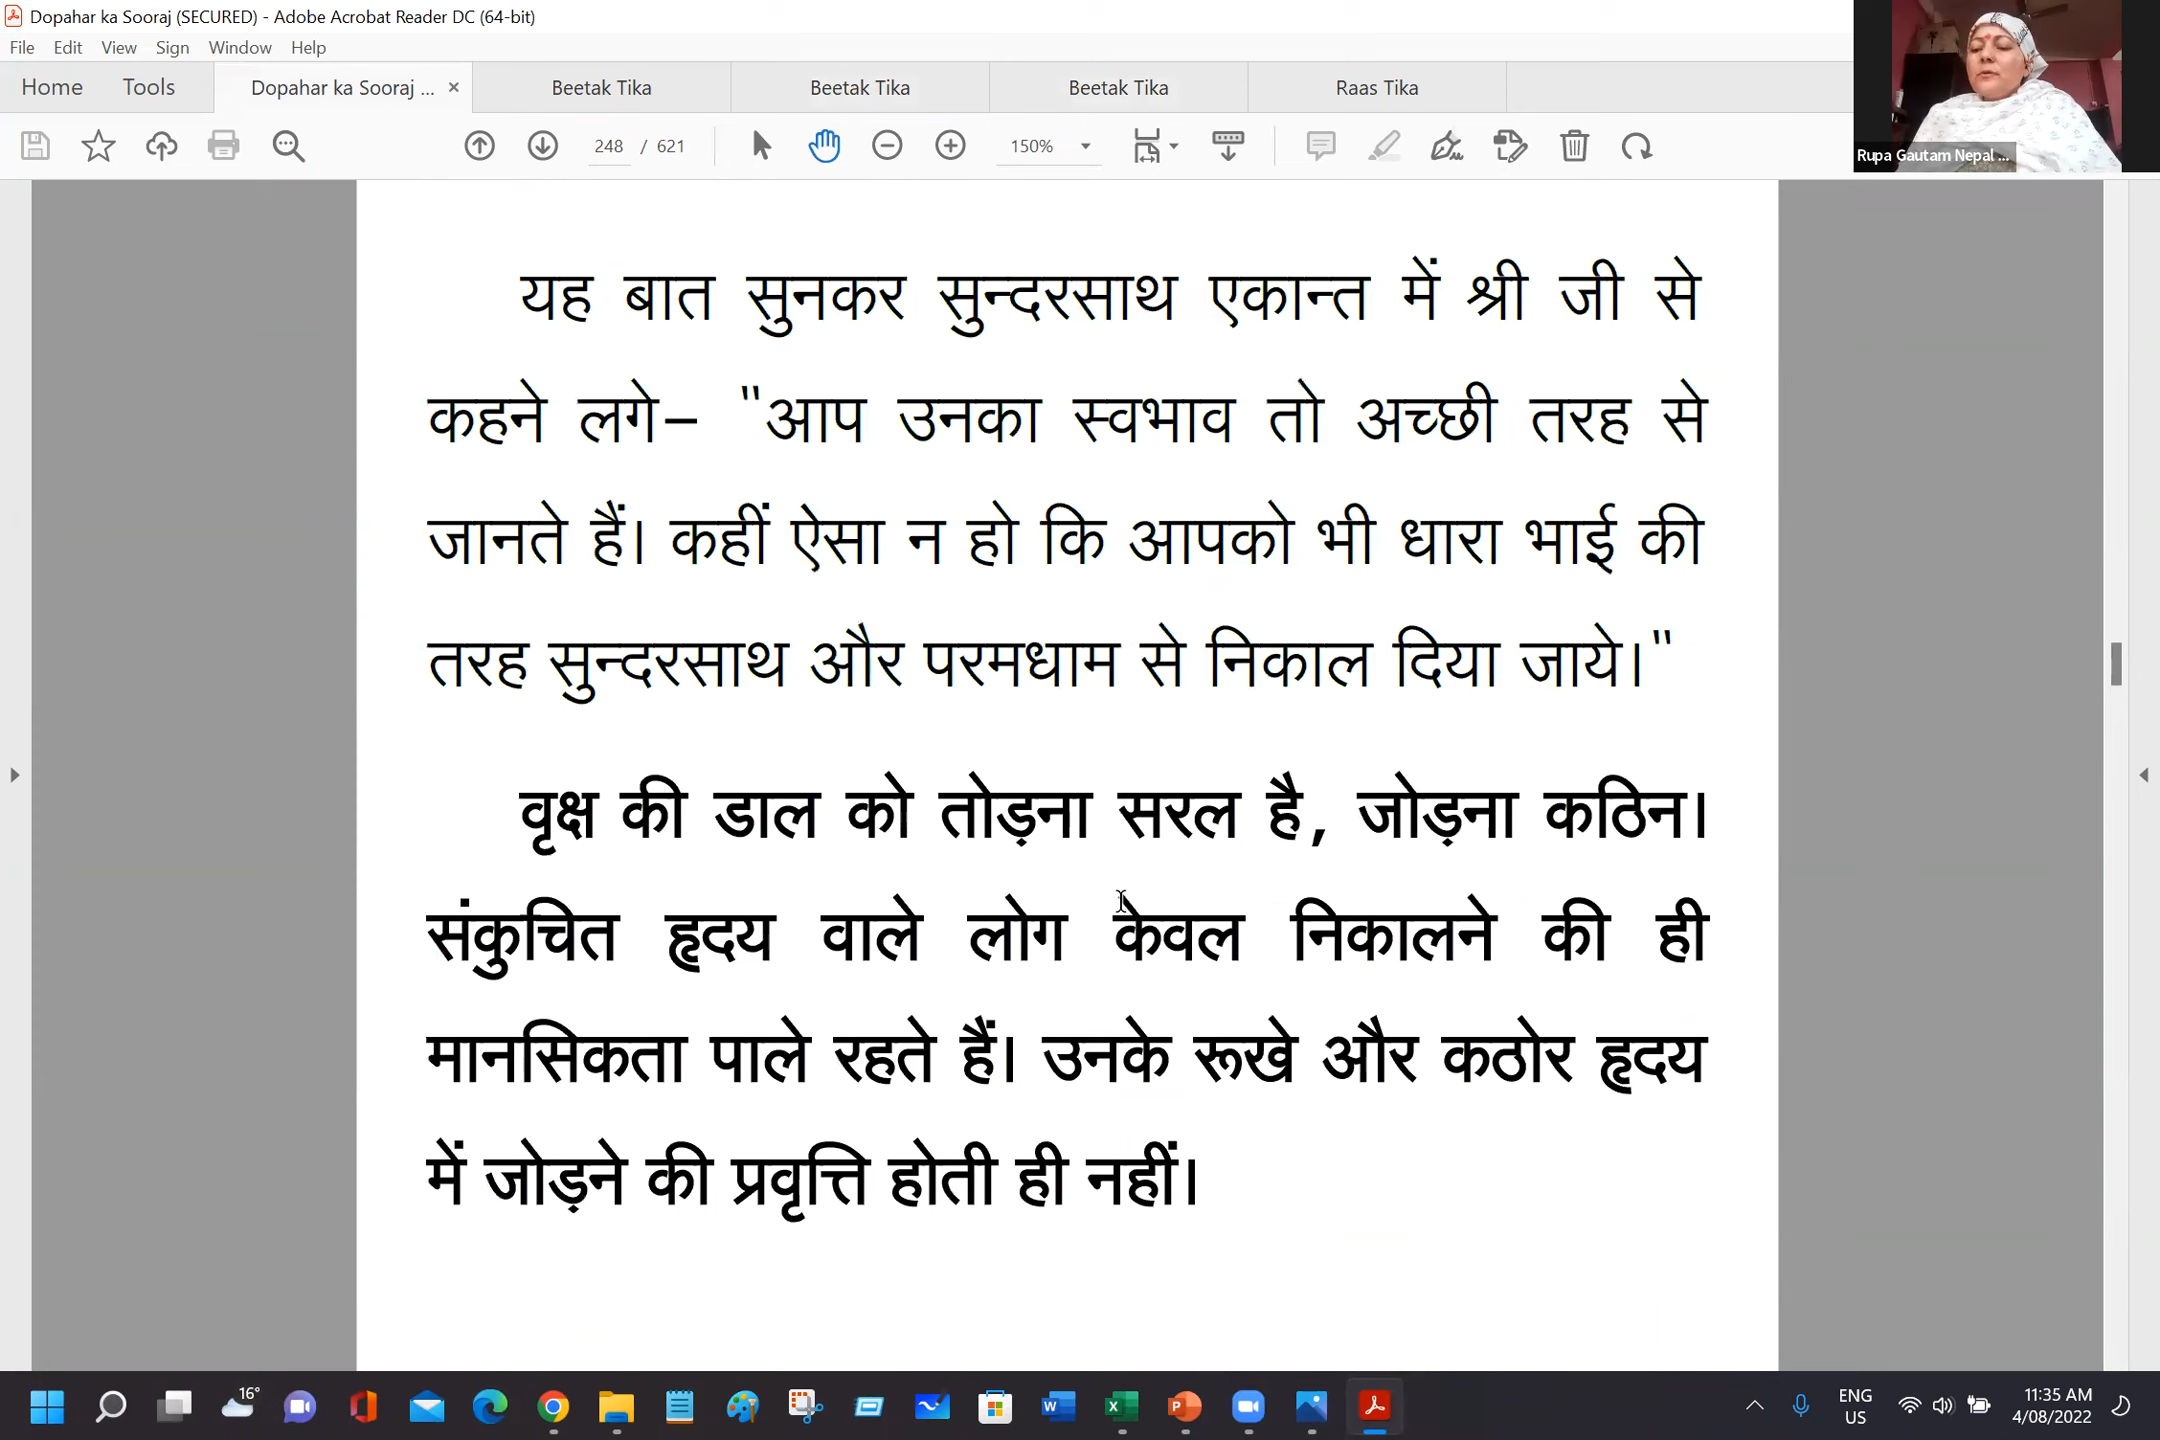 Dopahar ka Sooraj (SECURED) - Adobe Acrobat Reader DC (64-bit)
File Edit View Sign Window Help
Home Tools Dopahar ka Sooraj ... × Beetak Tika Beetak Tika Beetak Tika Raas Tika
248 / 621 150%
Rupa Gautam Nepal ...
यह बात सुनकर सुन्दरसाथ एकान्त में श्री जी से
कहने लगे– "आप उनका स्वभाव तो अच्छी तरह से
जानते हैं। कहीं ऐसा न हो कि आपको भी धारा भाई की
तरह सुन्दरसाथ और परमधाम से निकाल दिया जाये।"
वृक्ष की डाल को तोड़ना सरल है, जोड़ना कठिन।
संकुचित हृदय वाले लोग केवल निकालने की ही
मानसिकता पाले रहते हैं। उनके रूखे और कठोर हृदय
में जोड़ने की प्रवृत्ति होती ही नहीं।
16°
ENG
US
11:35 AM
4/08/2022